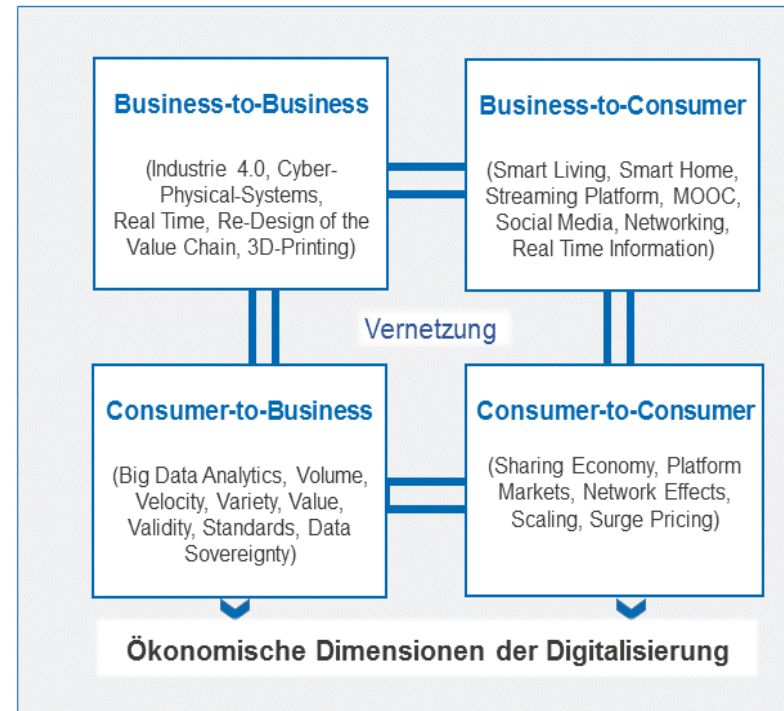 Business-to-Business
(Industrie 4.0, Cyber-
Physical-Systems,
Real Time, Re-Design of the
Value Chain, 3D-Printing)
Business-to-Consumer
(Smart Living, Smart Home,
Streaming Platform, MOOC,
Social Media, Networking,
Real Time Information)
Vernetzung
Consumer-to-Business
(Big Data Analytics, Volume,
Velocity, Variety, Value,
Validity, Standards, Data
Sovereignty)
Consumer-to-Consumer
(Sharing Economy, Platform
Markets, Network Effects,
Scaling, Surge Pricing)
Ökonomische Dimensionen der Digitalisierung